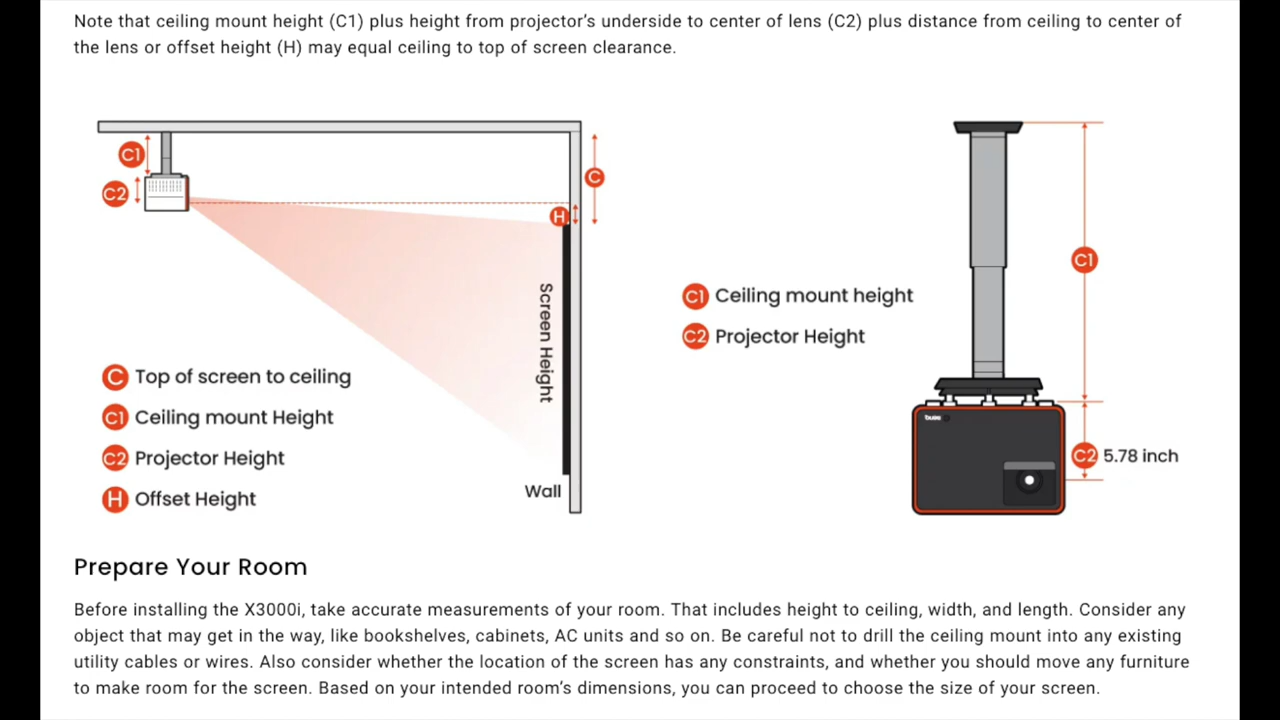 Note that ceiling mount height (C1) plus height from projector’s underside to center of lens (C2) plus distance from ceiling to center of
the lens or offset height (H) may equal ceiling to top of screen clearance.
C1
C2
C
H
Screen Height
Wall
C Top of screen to ceiling
C1 Ceiling mount Height
C2 Projector Height
H Offset Height
C1 Ceiling mount height
C2 Projector Height
C1
C2 5.78 inch
Prepare Your Room
Before installing the X3000i, take accurate measurements of your room. That includes height to ceiling, width, and length. Consider any
object that may get in the way, like bookshelves, cabinets, AC units and so on. Be careful not to drill the ceiling mount into any existing
utility cables or wires. Also consider whether the location of the screen has any constraints, and whether you should move any furniture
to make room for the screen. Based on your intended room’s dimensions, you can proceed to choose the size of your screen.